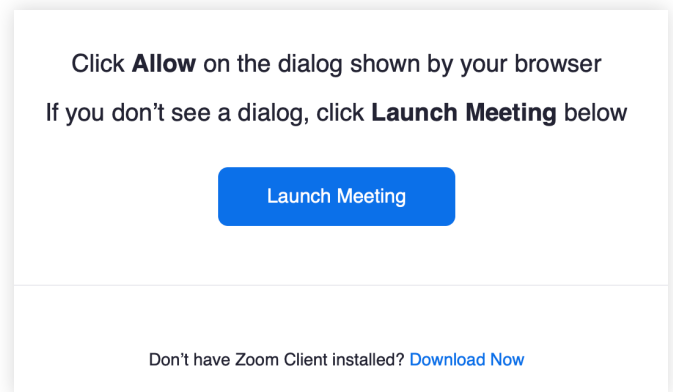 Click Allow on the dialog shown by your browser
If you don’t see a dialog, click Launch Meeting below
Launch Meeting
Don’t have Zoom Client installed? Download Now